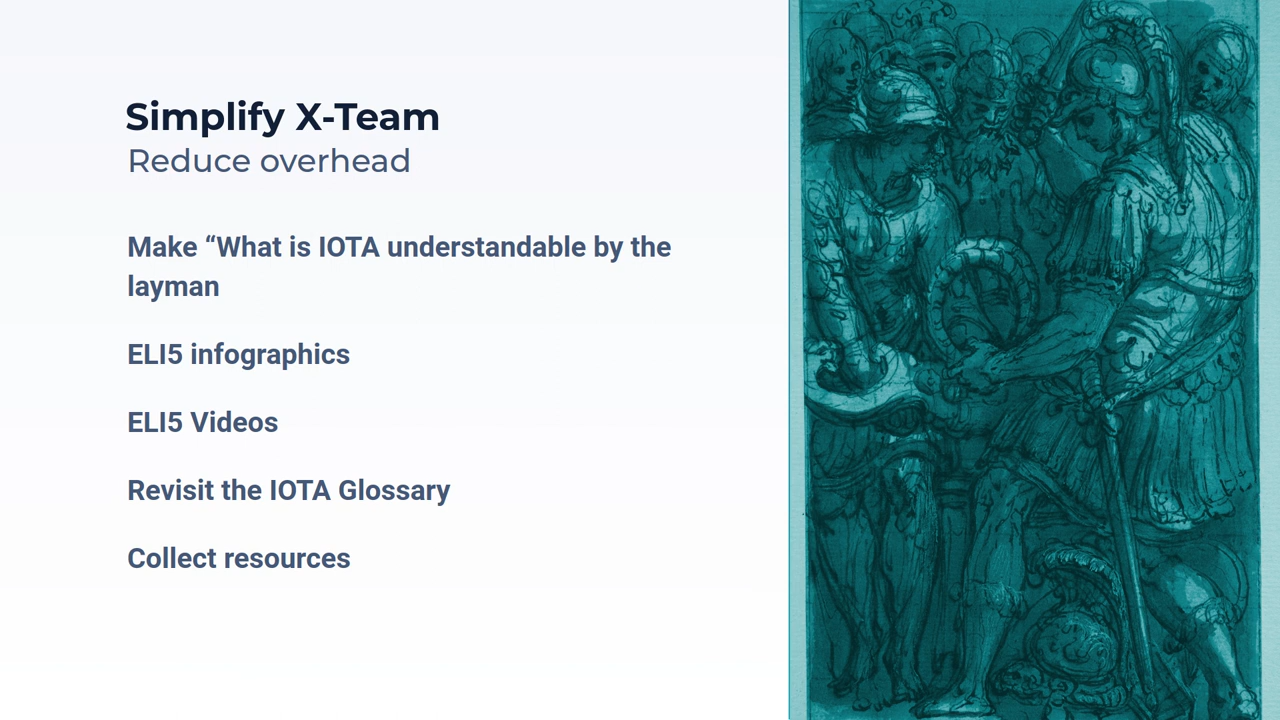 Simplify X-Team
Reduce overhead
Make “What is IOTA understandable by the
layman
ELI5 infographics
ELI5 Videos
Revisit the IOTA Glossary
Collect resources